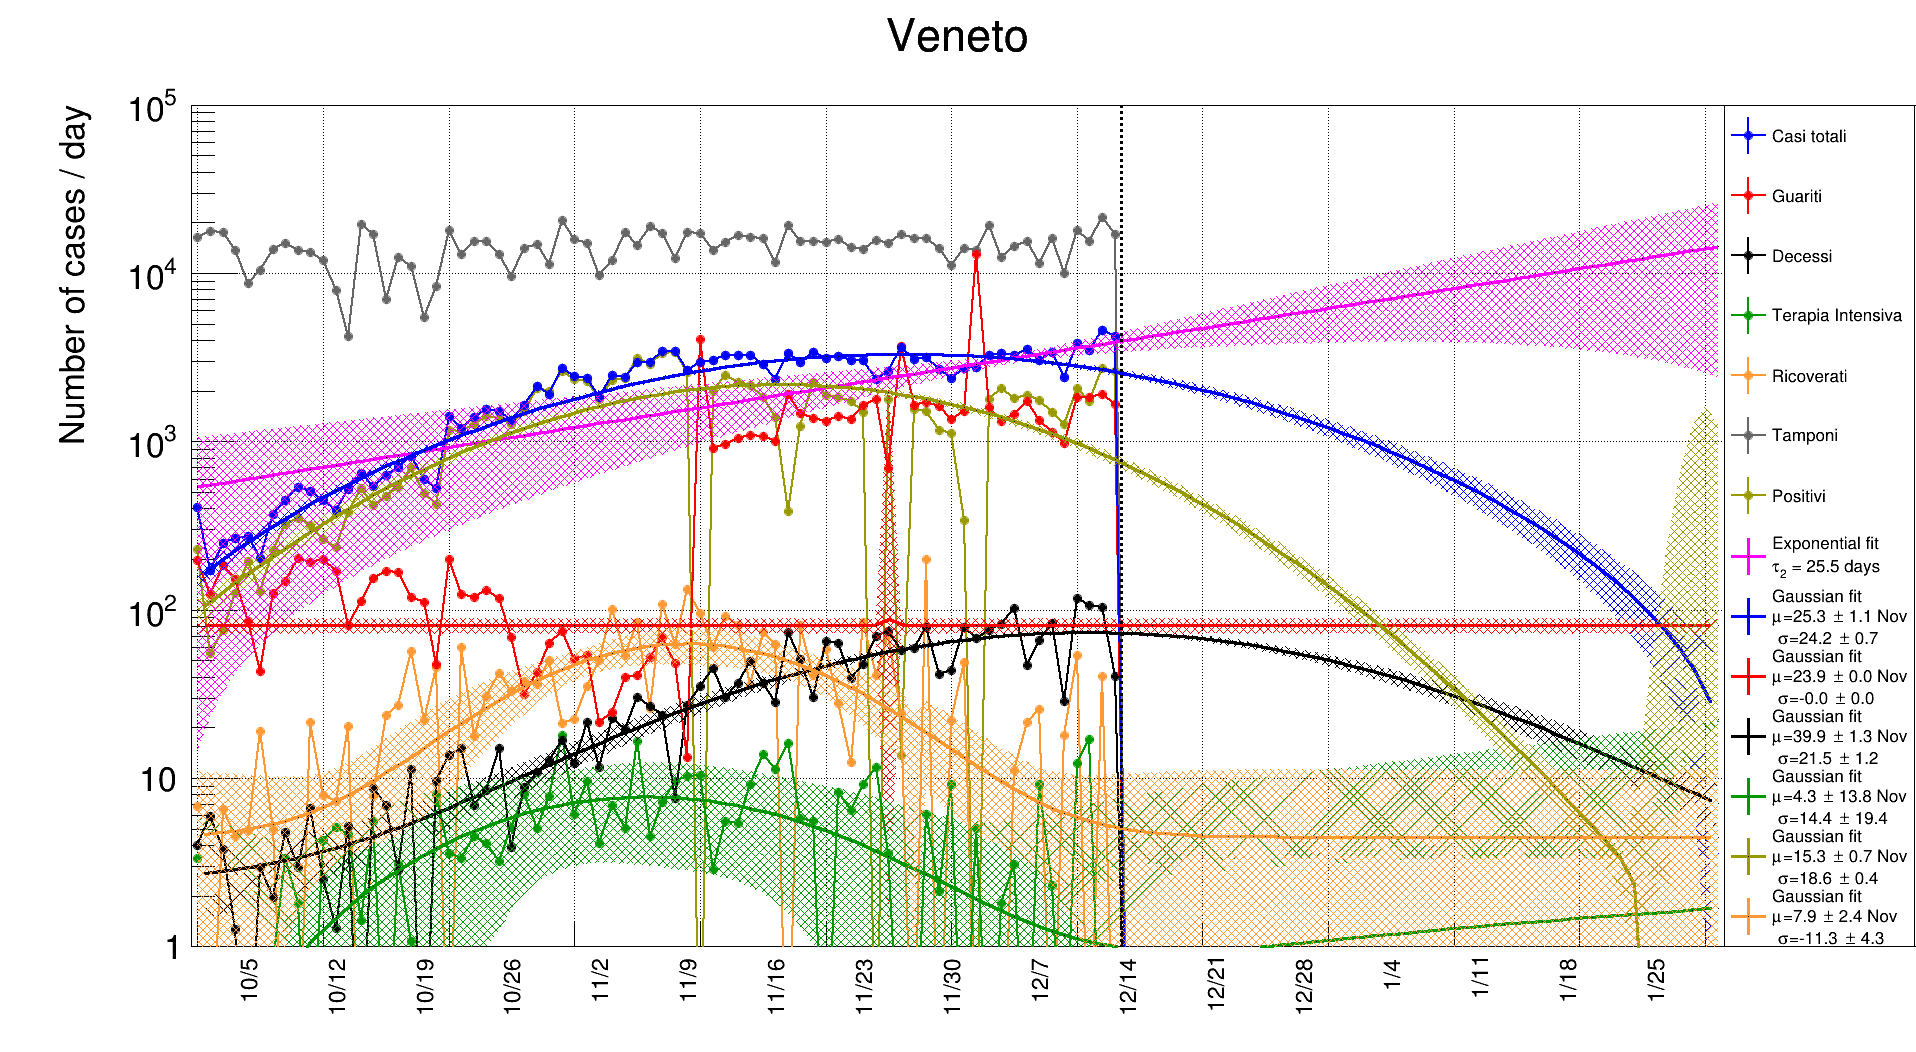 Veneto
Number of cases / day
10^5
10^4
10^3
10^2
10
1
10/5
10/12
10/19
10/26
11/2
11/9
11/16
11/23
11/30
12/7
12/14
12/21
12/28
1/4
1/11
1/18
1/25
Casi totali
Guariti
Decessi
Terapia Intensiva
Ricoverati
Tamponi
Positivi
Exponential fit
τ₂ = 25.5 days
Gaussian fit
μ=25.3 ± 1.1 Nov
σ=24.2 ± 0.7
Gaussian fit
μ=23.9 ± 0.0 Nov
σ=-0.0 ± 0.0
Gaussian fit
μ=39.9 ± 1.3 Nov
σ=21.5 ± 1.2
Gaussian fit
μ=4.3 ± 13.8 Nov
σ=14.4 ± 19.4
Gaussian fit
μ=15.3 ± 0.7 Nov
σ=18.6 ± 0.4
Gaussian fit
μ=7.9 ± 2.4 Nov
σ=-11.3 ± 4.3